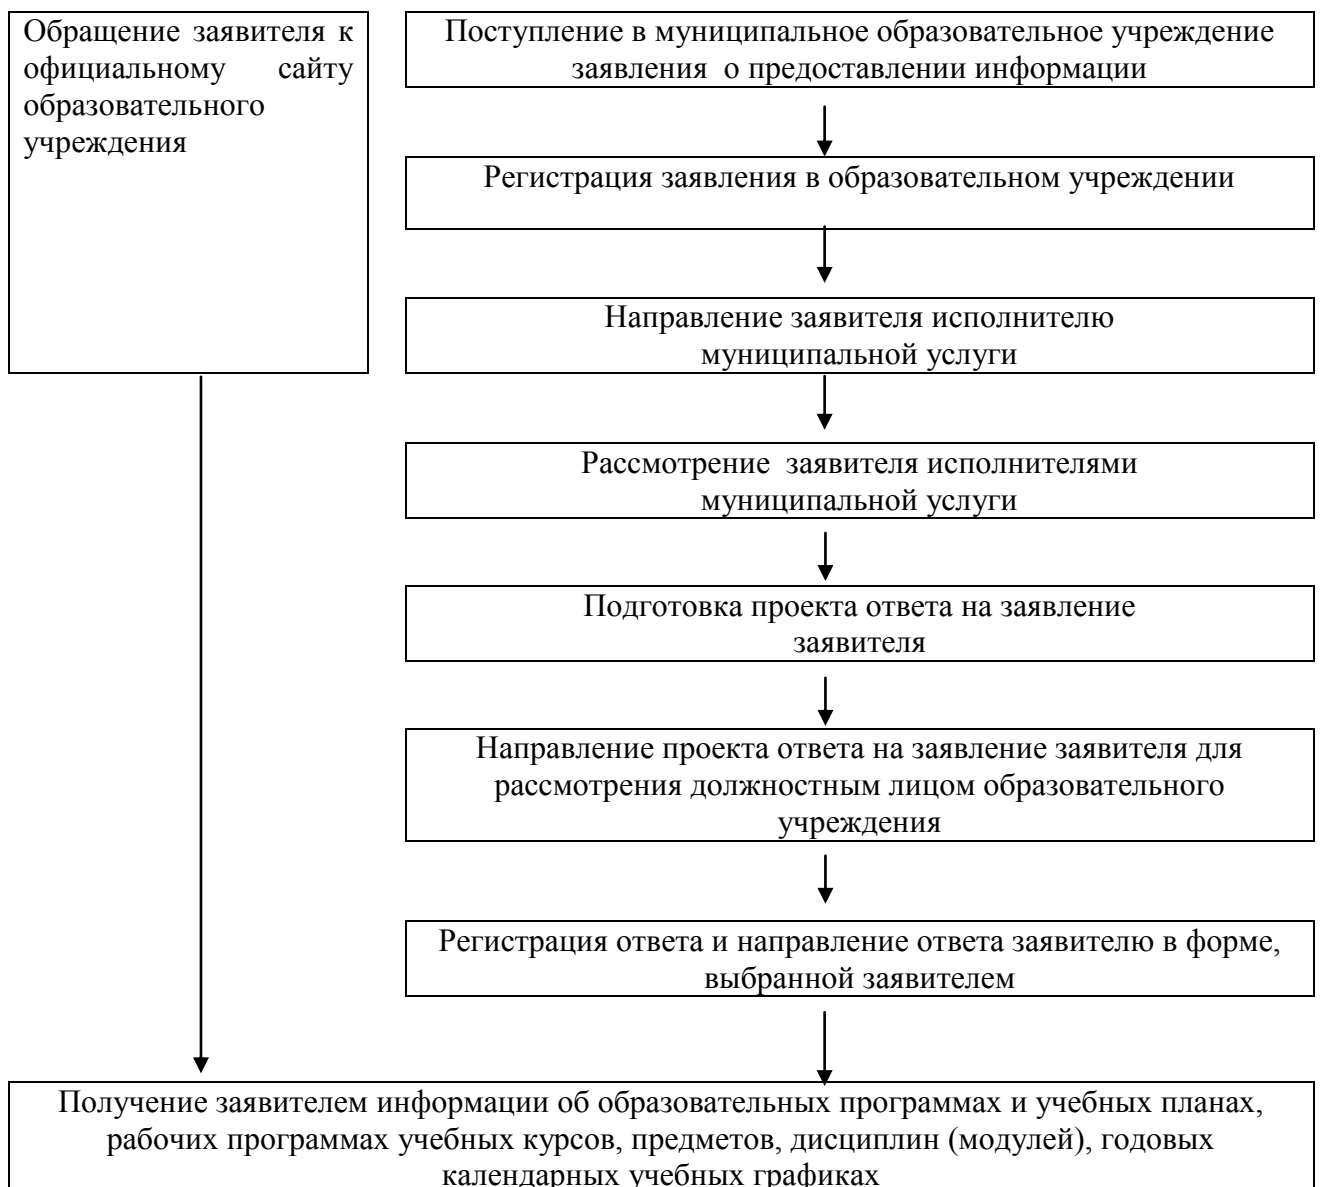 Обращение заявителя к
официальному сайту
образовательного
учреждения
Поступление в муниципальное образовательное учреждение
заявления о предоставлении информации
Регистрация заявления в образовательном учреждении
Направление заявителя исполнителю
муниципальной услуги
Рассмотрение заявителя исполнителями
муниципальной услуги
Подготовка проекта ответа на заявление
заявителя
Направление проекта ответа на заявление заявителя для
рассмотрения должностным лицом образовательного
учреждения
Регистрация ответа и направление ответа заявителю в форме,
выбранной заявителем
Получение заявителем информации об образовательных программах и учебных планах,
рабочих программах учебных курсов, предметов, дисциплин (модулей), годовых
календарных учебных графиках